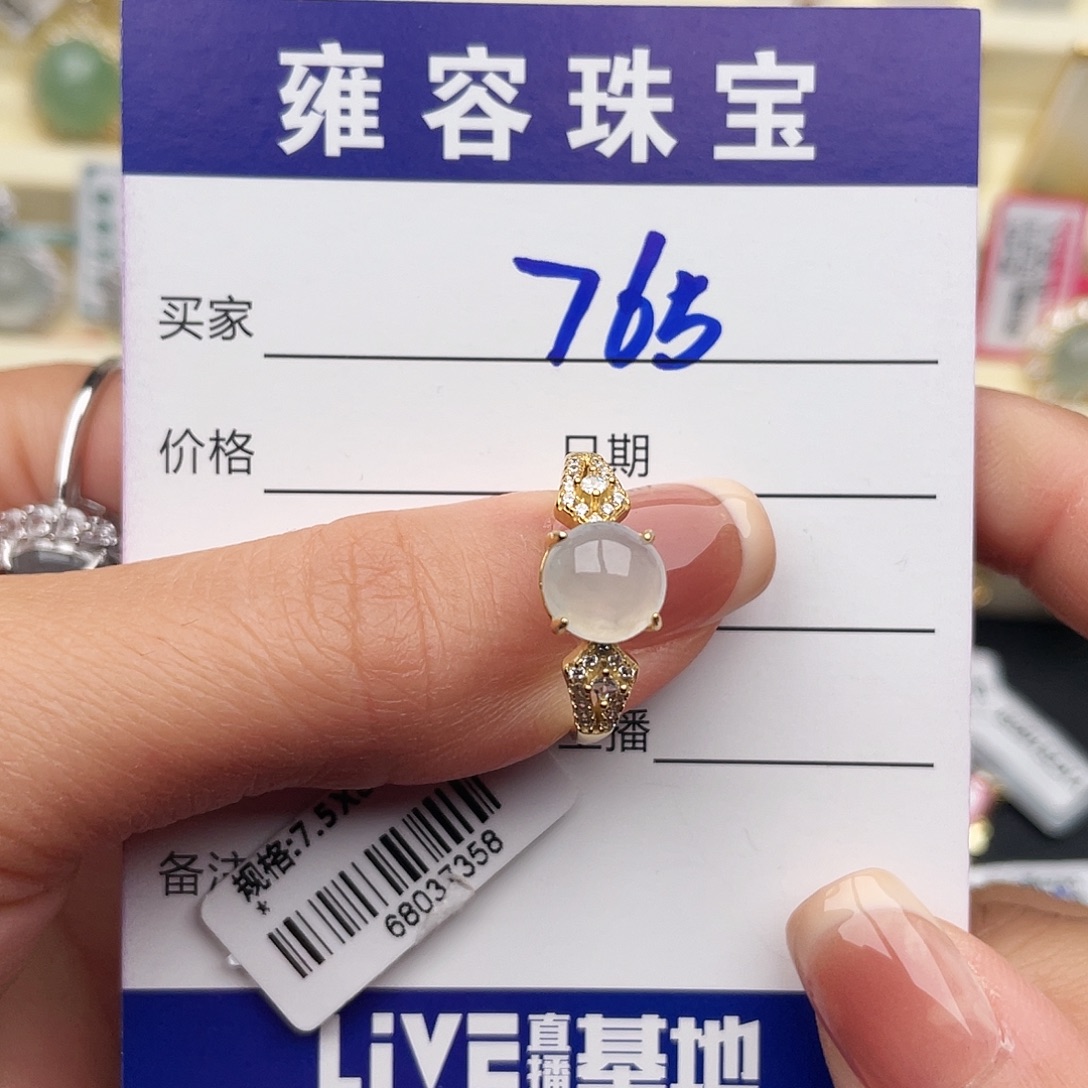 雍容珠宝
买家 765
价格 日期
播
备注
规格:7.5X
*
68037358
LiVE直播基地